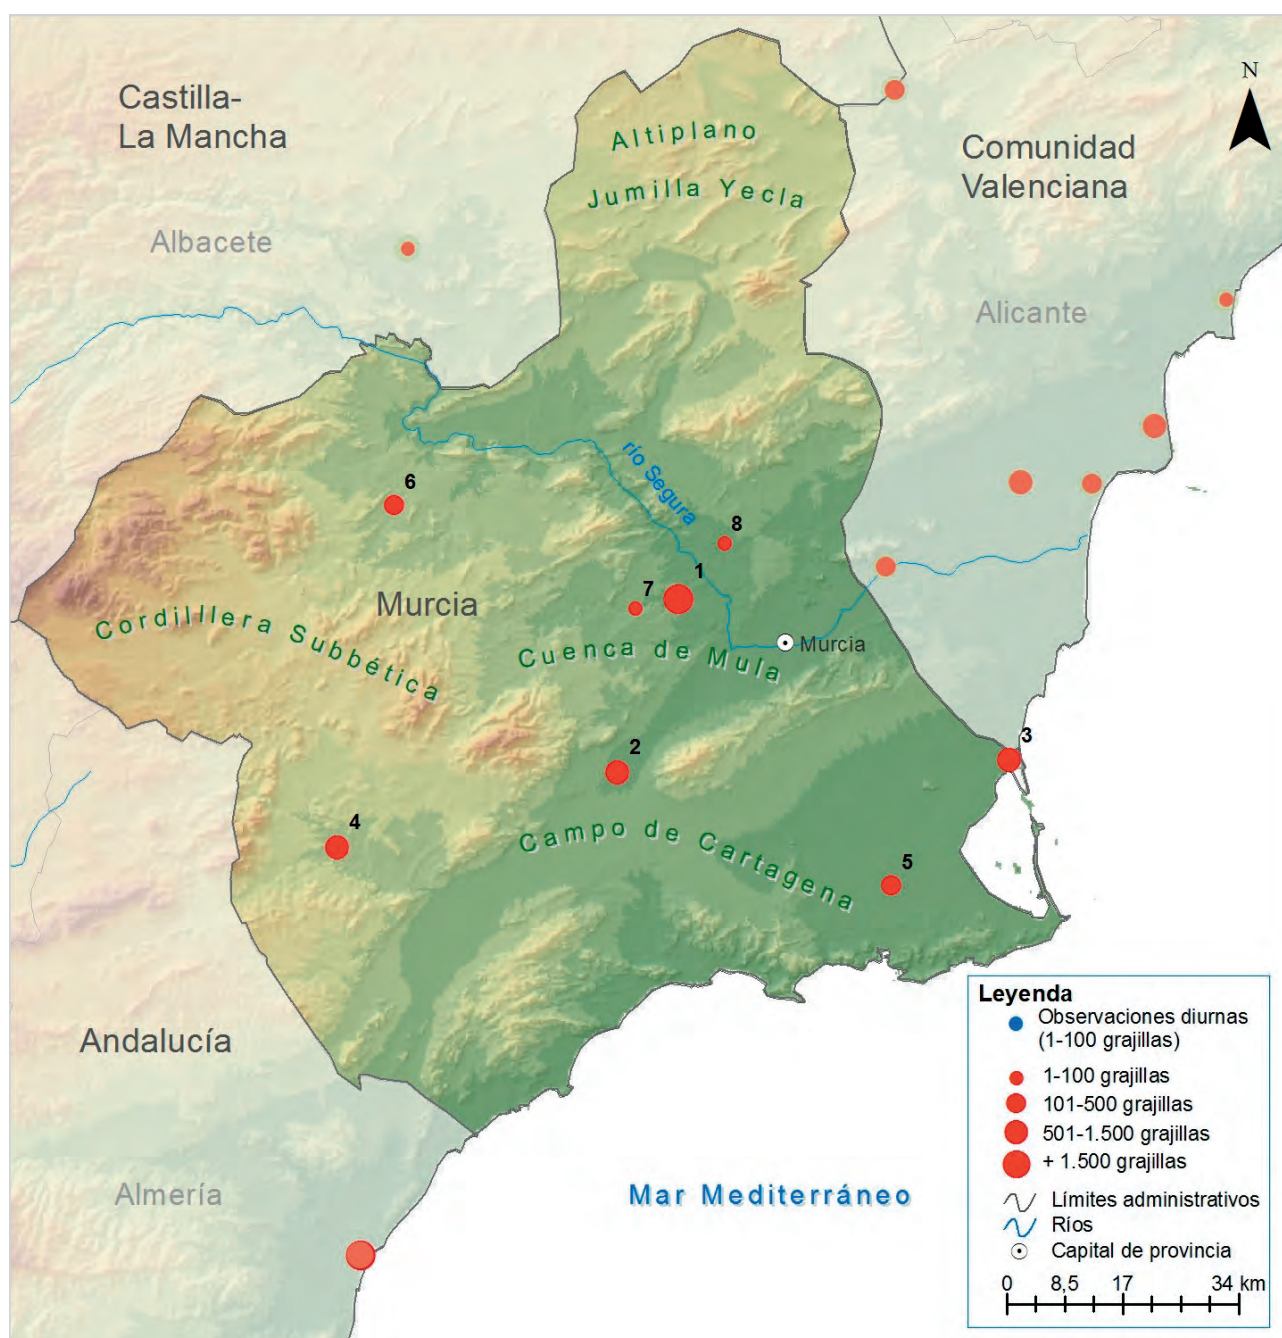 Castilla-
La Mancha
Albacete
Altiplano
Jumilla Yecla
N
Comunidad
Valenciana
Alicante
río Segura
6
8
1
7
Murcia
Cordilllera Subbética
Cuenca de Mula
Murcia
2
3
4
Campo de Cartagena
5
Andalucía
Almería
Mar Mediterráneo
Leyenda
Observaciones diurnas
(1-100 grajillas)
1-100 grajillas
101-500 grajillas
501-1.500 grajillas
+ 1.500 grajillas
Límites administrativos
Ríos
Capital de provincia
0 8,5 17 34 km